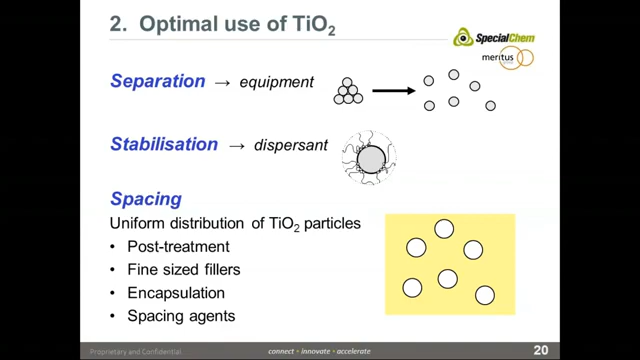 2. Optimal use of TiO₂
SpecialChem
meritus
Separation → equipment
Stabilisation → dispersant
Spacing
Uniform distribution of TiO₂ particles
• Post-treatment
• Fine sized fillers
• Encapsulation
• Spacing agents
Proprietary and Confidential
connect • innovate • accelerate
20